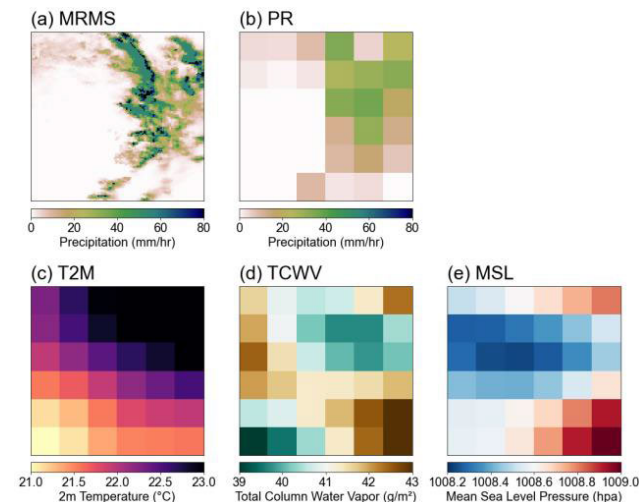 (a) MRMS
(b) PR
0 20 40 60 80
Precipitation (mm/hr)
0 20 40 60 80
Precipitation (mm/hr)
(c) T2M
(d) TCWV
(e) MSL
21.0 21.5 22.0 22.5 23.0
2m Temperature (°C)
39 40 41 42 43
Total Column Water Vapor (g/m²)
1008.2 1008.4 1008.6 1008.8 1009.0
Mean Sea Level Pressure (hpa)